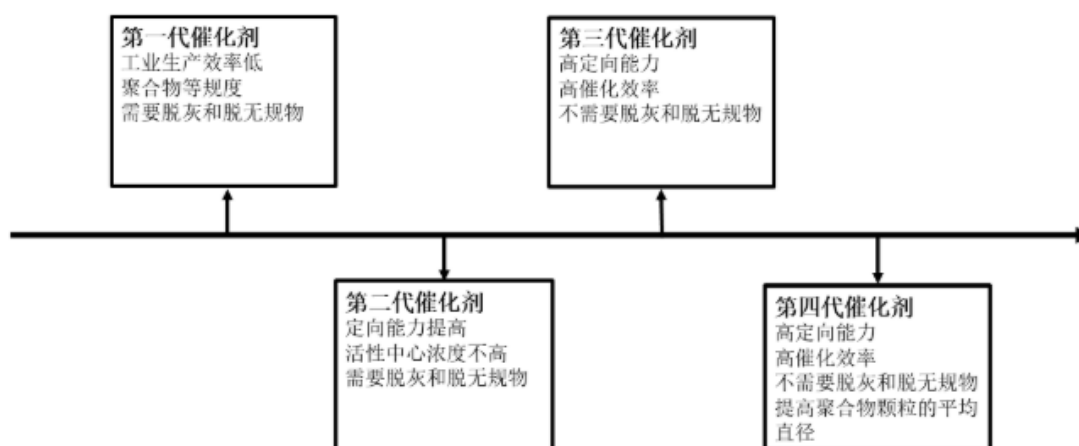 第一代催化剂
工业生产效率低
聚合物等规度
需要脱灰和脱无规物
第三代催化剂
高定向能力
高催化效率
不需要脱灰和脱无规物
第二代催化剂
定向能力提高
活性中心浓度不高
需要脱灰和脱无规物
第四代催化剂
高定向能力
高催化效率
不需要脱灰和脱无规物
提高聚合物颗粒的平均
直径